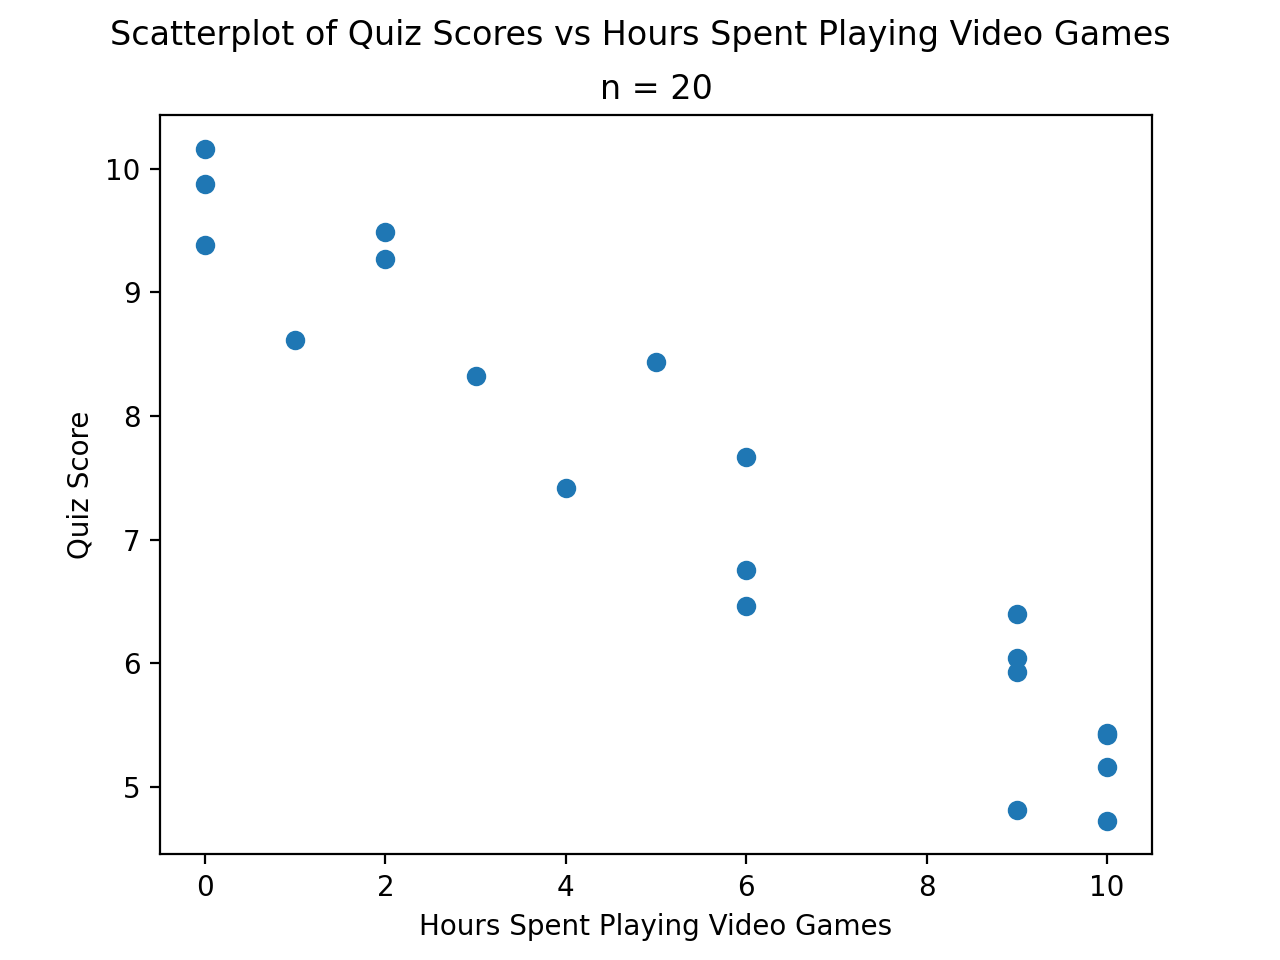 Scatterplot of Quiz Scores vs Hours Spent Playing Video Games
n = 20
10
9
8
7
6
5
Quiz Score
0 2 4 6 8 10
Hours Spent Playing Video Games